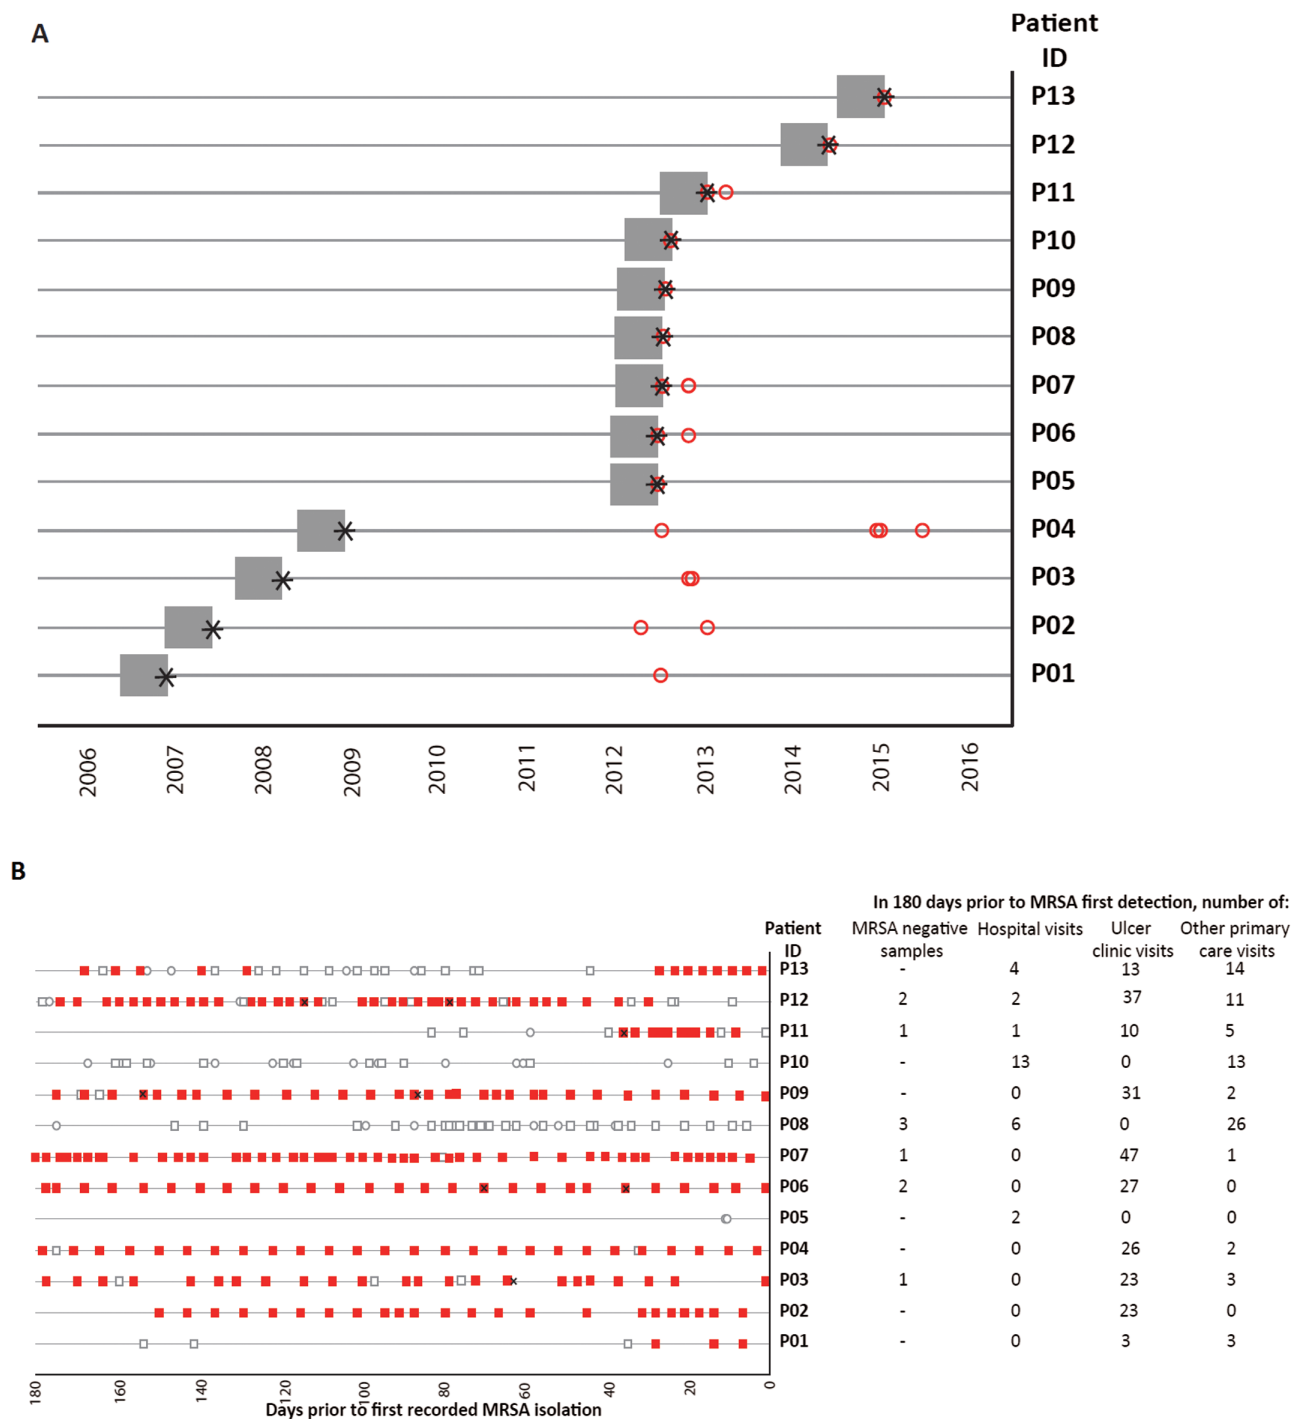 A
Patient
ID
P13
P12
P11
P10
P09
P08
P07
P06
P05
P04
P03
P02
P01
2006 2007 2008 2009 2010 2011 2012 2013 2014 2015 2016
B
In 180 days prior to MRSA first detection, number of:
Patient MRSA negative Hospital visits Ulcer Other primary
ID samples clinic visits care visits
P13 - 4 13 14
P12 2 2 37 11
P11 1 1 10 5
P10 - 13 0 13
P09 - 0 31 2
P08 3 6 0 26
P07 1 0 47 1
P06 2 0 27 0
P05 - 2 0 0
P04 - 0 26 2
P03 1 0 23 3
P02 - 0 23 0
P01 - 0 3 3
180 160 140 120 100 80 60 40 20 0
Days prior to first recorded MRSA isolation